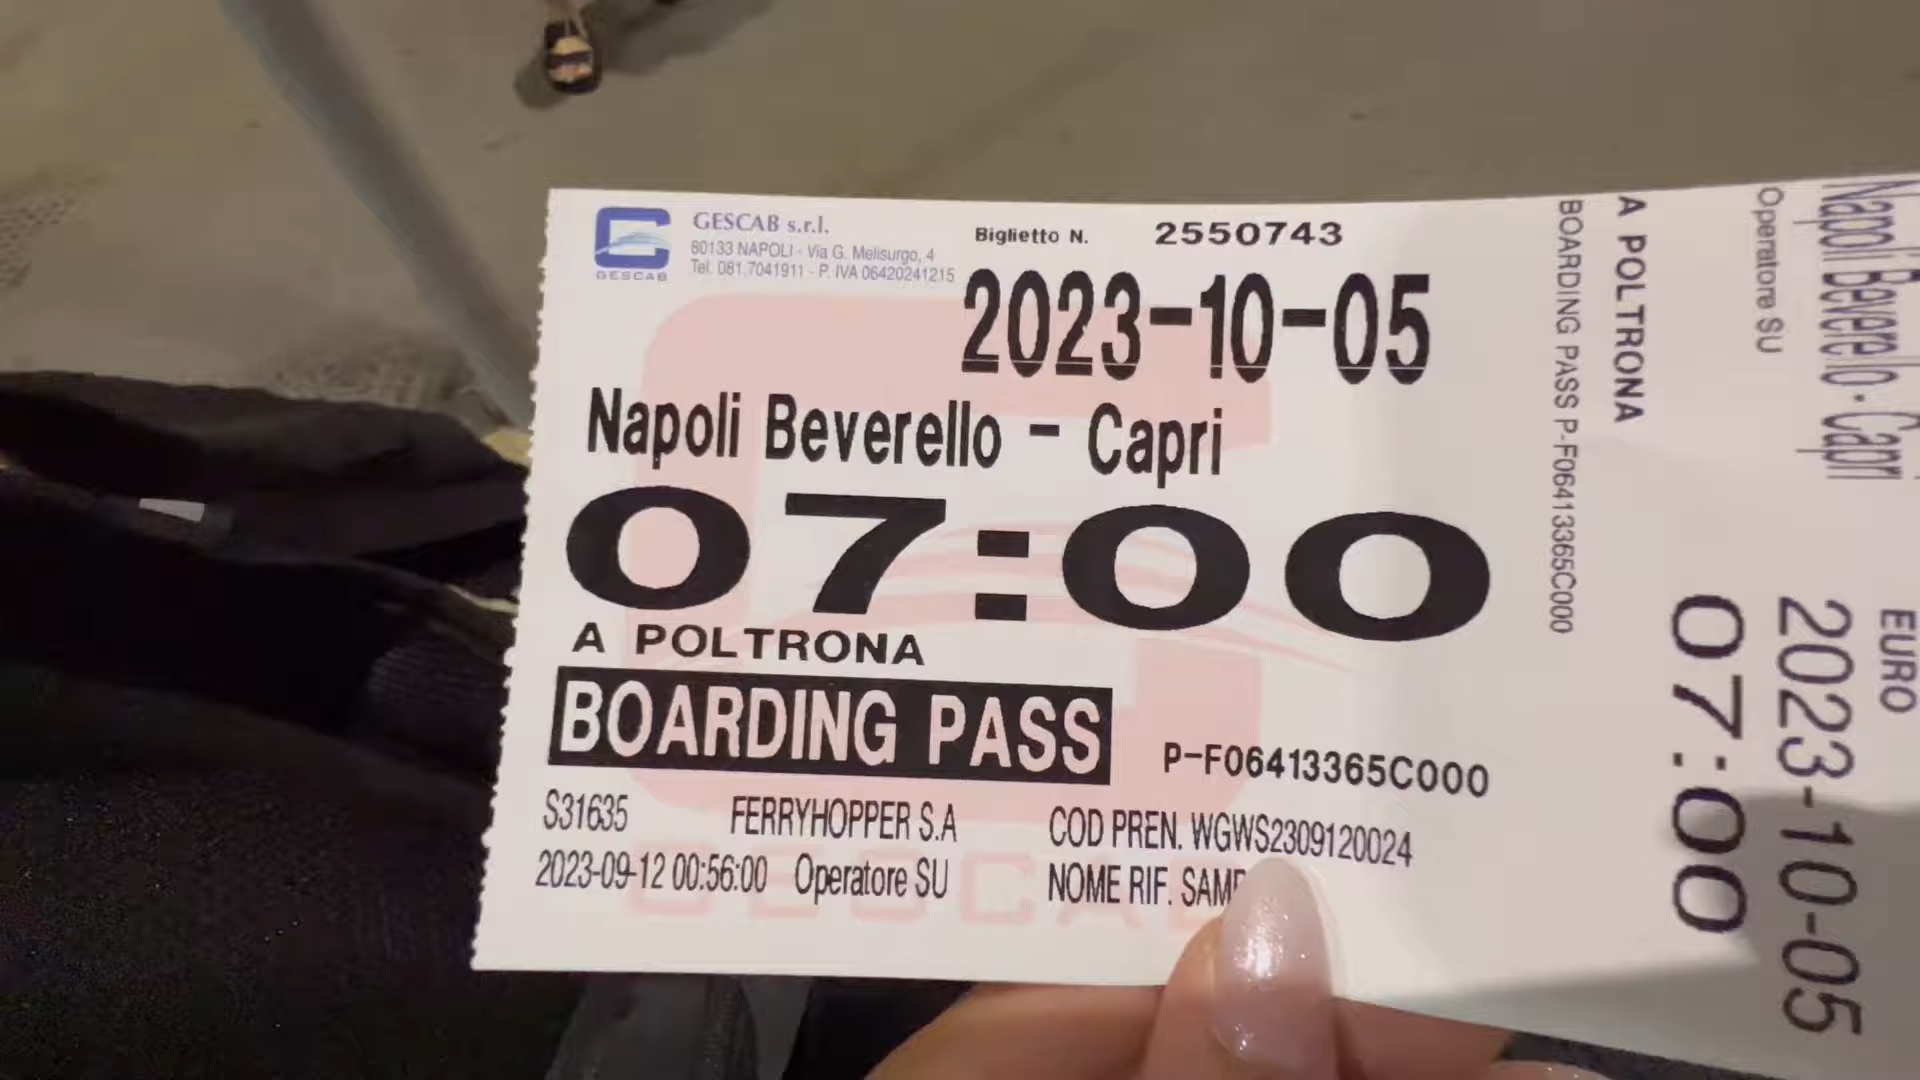 GESCAB s.r.l.
80133 NAPOLI - Via G. Melisurgo, 4
Tel. 081.7041911 - P. IVA 06420241215
GESCAB
Biglietto N. 2550743
2023-10-05
Napoli Beverello - Capri
07:00
A POLTRONA
BOARDING PASS
P-F06413365C000
S31635 FERRYHOPPER S.A COD PREN. WGWS2309120024
2023-09-12 00:56:00 Operatore SU NOME RIF.
GESCAB
BOARDING PASS P-F06413365C000
A POLTRONA
07:00
Operatore SU
2023-10-05
Napoli Beverello - Capri
EURO